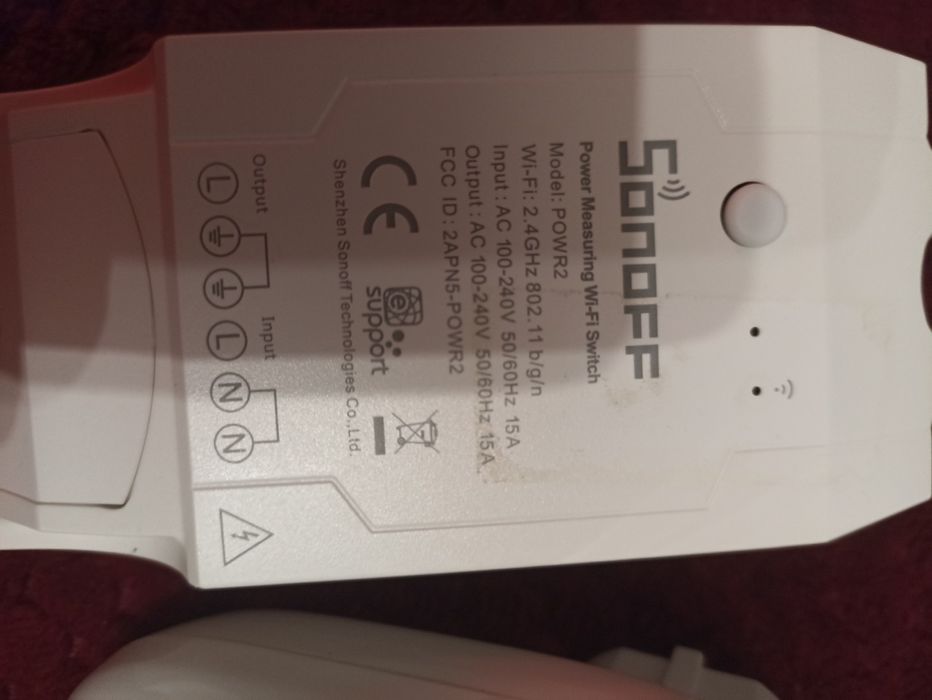 SONOFF
Power Measuring Wi-Fi Switch
Model: POWR2
Wi-Fi: 2.4GHz 802.11 b/g/n
Input: AC 100-240V 50/60Hz 15A
Output: AC 100-240V 50/60Hz 15A
FCC ID: 2APN5-POWR2
CE
e
support
Shenzhen Sonoff Technologies Co.,Ltd.
Output Input
L L N N